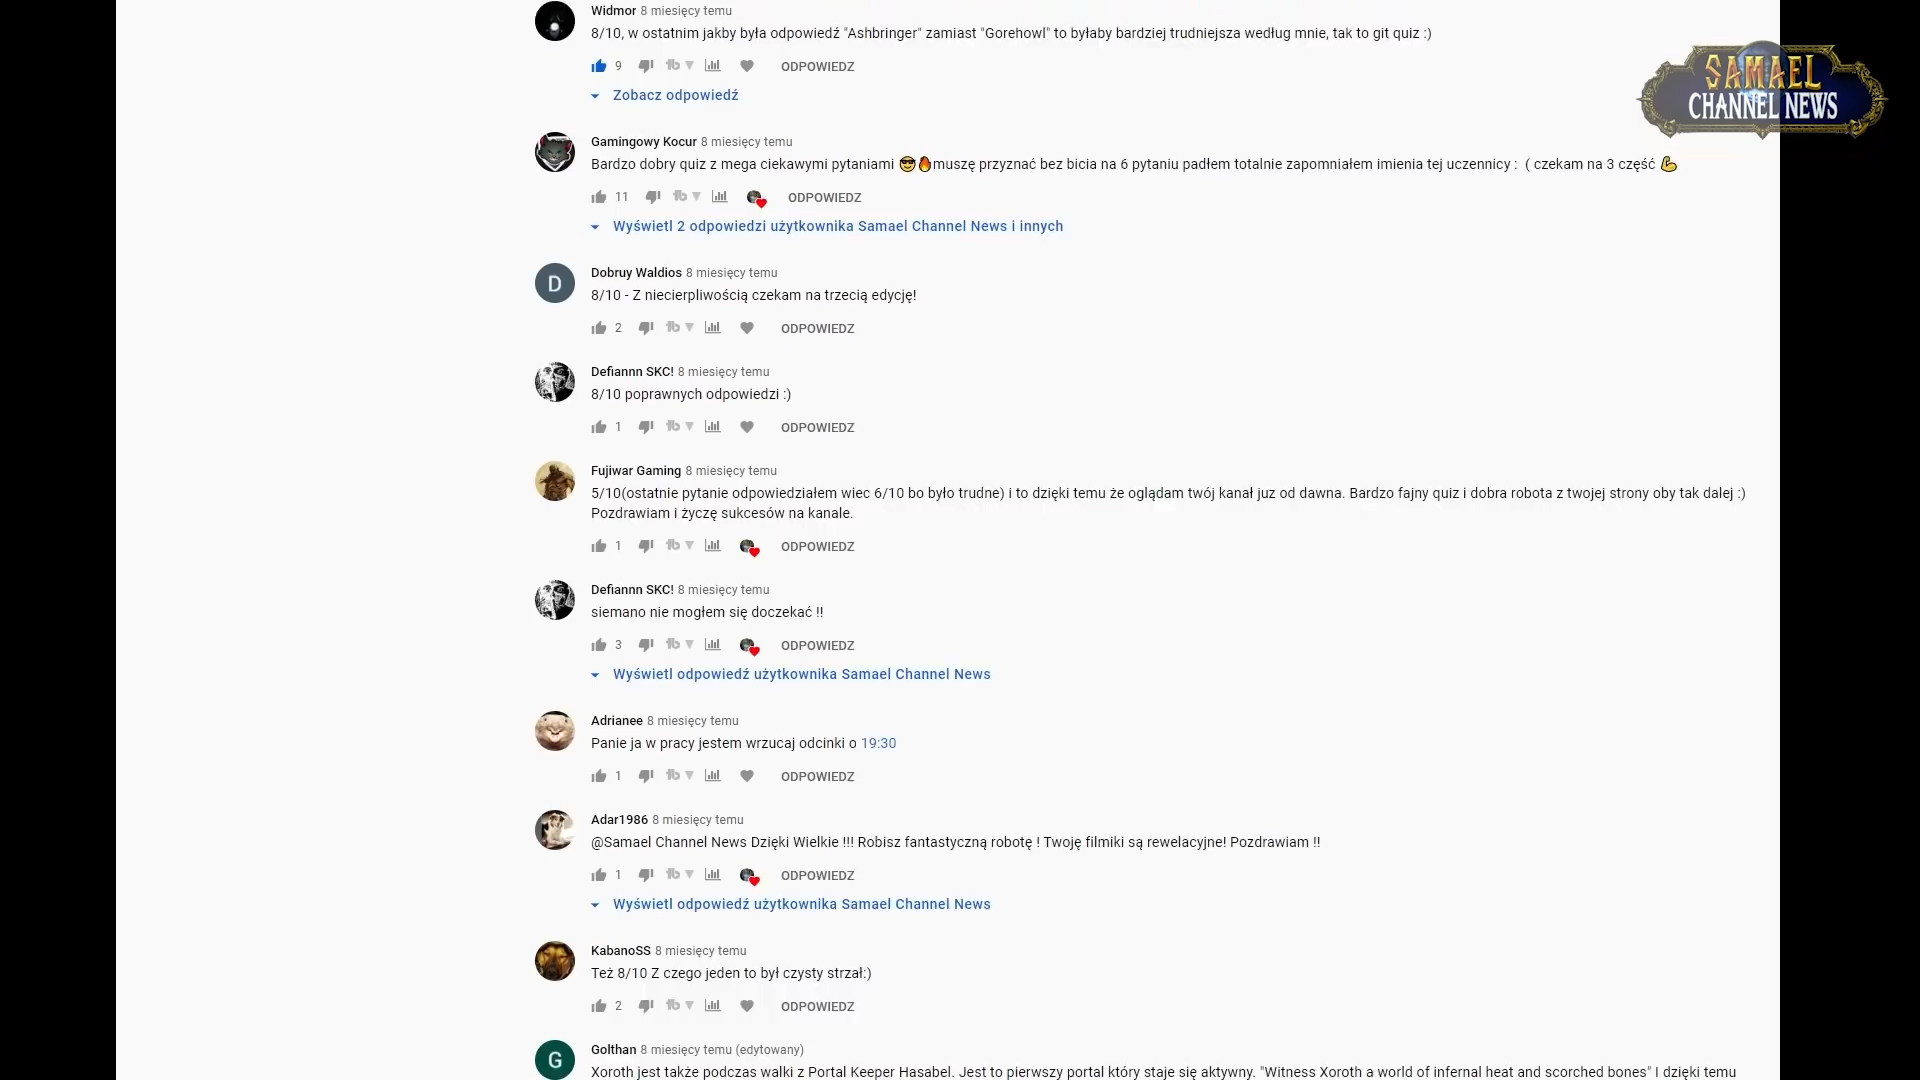 Widmor 8 miesięcy temu
8/10, w ostatnim jakby była odpowiedź "Ashbringer" zamiast "Gorehowl" to byłaby bardziej trudniejsza według mnie, tak to git quiz :)
9 ODPOWIEDZ
Zobacz odpowiedź
SAMAEL
CHANNEL NEWS
Gamingowy Kocur 8 miesięcy temu
Bardzo dobry quiz z mega ciekawymi pytaniami 😎🔥muszę przyznać bez bicia na 6 pytaniu padłem totalnie zapomniałem imienia tej uczennicy : ( czekam na 3 część 💪
11 ODPOWIEDZ
Wyświetl 2 odpowiedzi użytkownika Samael Channel News i innych
D
Dobruy Waldios 8 miesięcy temu
8/10 - Z niecierpliwością czekam na trzecią edycję!
2 ODPOWIEDZ
Defiannn SKC! 8 miesięcy temu
8/10 poprawnych odpowiedzi :)
1 ODPOWIEDZ
Fujiwar Gaming 8 miesięcy temu
5/10(ostatnie pytanie odpowiedziałem wiec 6/10 bo było trudne) i to dzięki temu że oglądam twój kanał juz od dawna. Bardzo fajny quiz i dobra robota z twojej strony oby tak dalej :)
Pozdrawiam i życzę sukcesów na kanale.
1 ODPOWIEDZ
Defiannn SKC! 8 miesięcy temu
siemano nie mogłem się doczekać !!
3 ODPOWIEDZ
Wyświetl odpowiedź użytkownika Samael Channel News
Adrianee 8 miesięcy temu
Panie ja w pracy jestem wrzucaj odcinki o 19:30
1 ODPOWIEDZ
Adar1986 8 miesięcy temu
@Samael Channel News Dzięki Wielkie !!! Robisz fantastyczną robotę ! Twoję filmiki są rewelacyjne! Pozdrawiam !!
1 ODPOWIEDZ
Wyświetl odpowiedź użytkownika Samael Channel News
KabanoSS 8 miesięcy temu
Też 8/10 Z czego jeden to był czysty strzał:)
2 ODPOWIEDZ
G
Golthan 8 miesięcy temu (edytowany)
Xoroth jest także podczas walki z Portal Keeper Hasabel. Jest to pierwszy portal który staje się aktywny. "Witness Xoroth a world of infernal heat and scorched bones" I dzięki temu